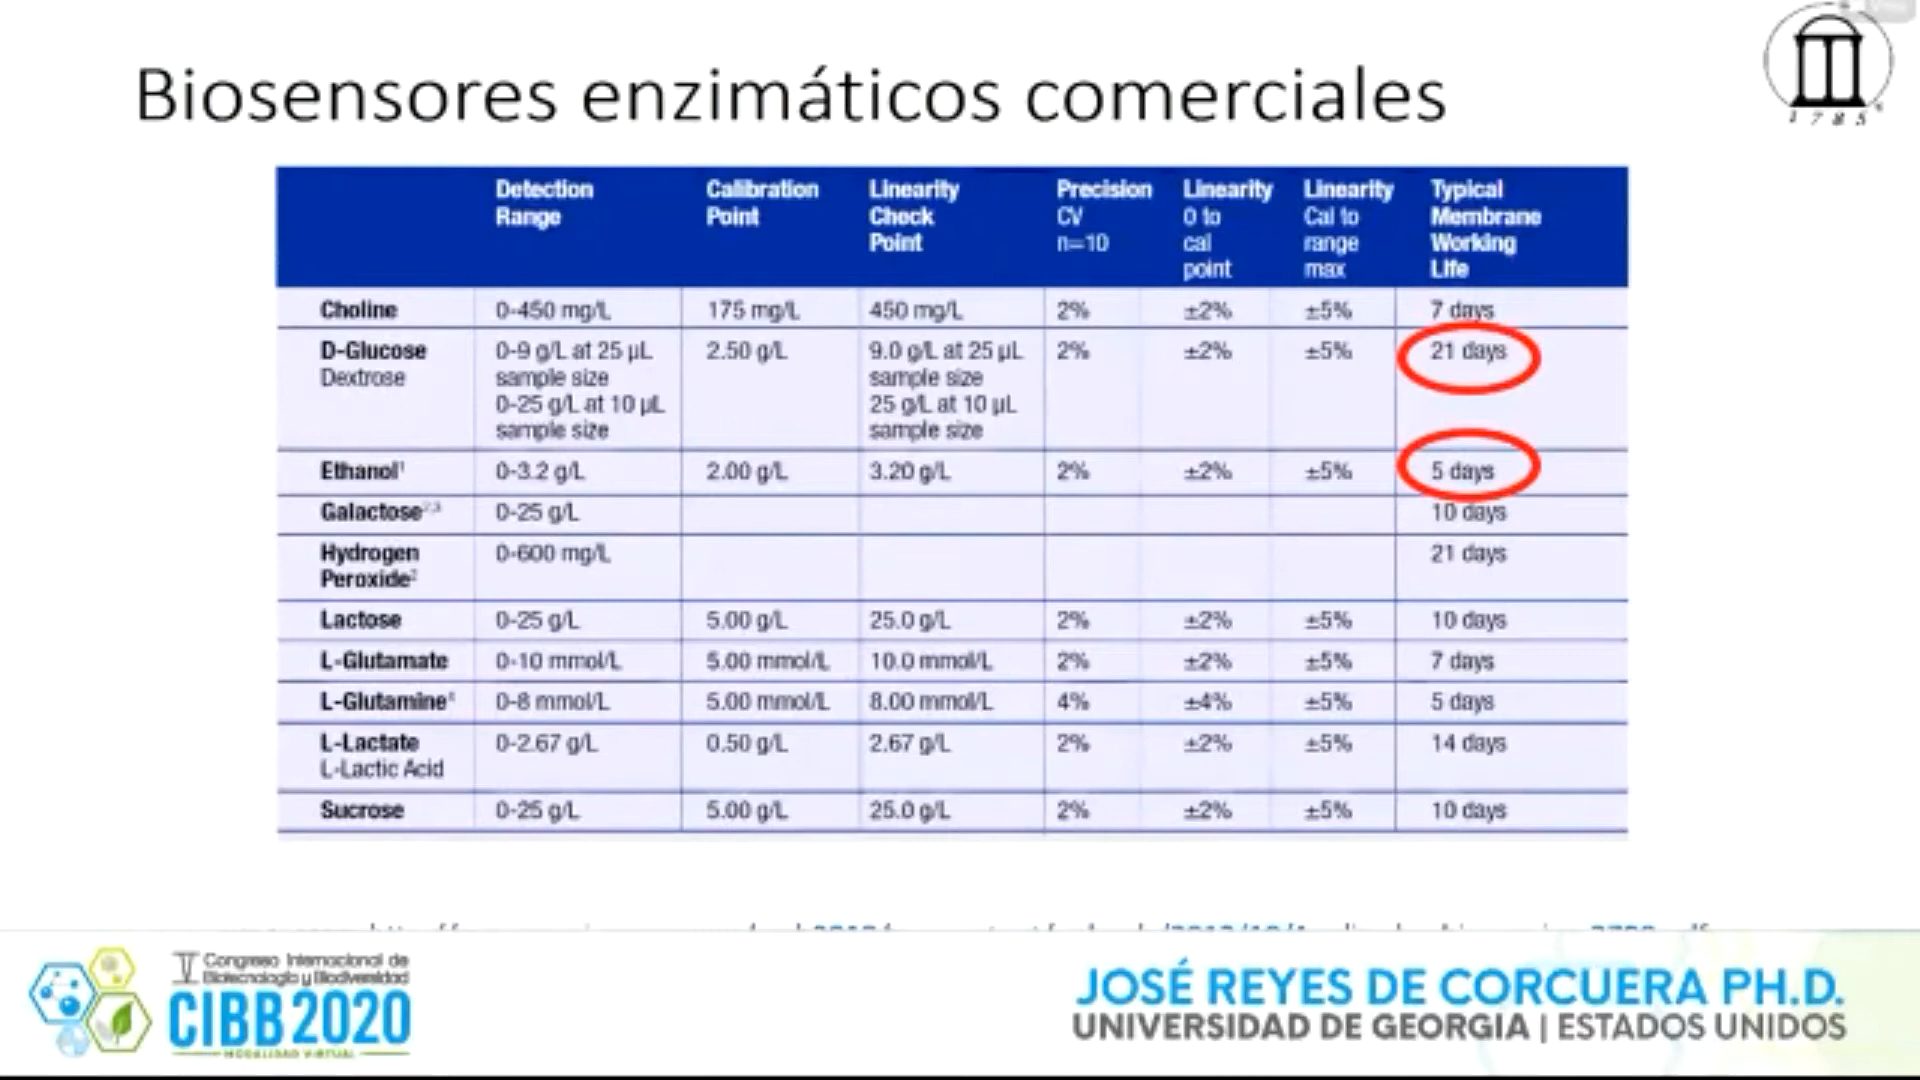 Biosensores enzimáticos comerciales
1785
Detection Range | Calibration Point | Linearity Check Point | Precision CV n=10 | Linearity 0 to cal point | Linearity Cal to range max | Typical Membrane Working Life
Choline | 0-450 mg/L | 175 mg/L | 450 mg/L | 2% | ±2% | ±5% | 7 days
D-Glucose Dextrose | 0-9 g/L at 25 µL sample size 0-25 g/L at 10 µL sample size | 2.50 g/L | 9.0 g/L at 25 µL sample size 25 g/L at 10 µL sample size | 2% | ±2% | ±5% | 21 days
Ethanol¹ | 0-3.2 g/L | 2.00 g/L | 3.20 g/L | 2% | ±2% | ±5% | 5 days
Galactose²,³ | 0-25 g/L | 10 days
Hydrogen Peroxide² | 0-600 mg/L | 21 days
Lactose | 0-25 g/L | 5.00 g/L | 25.0 g/L | 2% | ±2% | ±5% | 10 days
L-Glutamate | 0-10 mmol/L | 5.00 mmol/L | 10.0 mmol/L | 2% | ±2% | ±5% | 7 days
L-Glutamine | 0-8 mmol/L | 5.00 mmol/L | 8.00 mmol/L | 4% | ±4% | ±5% | 5 days
L-Lactate L-Lactic Acid | 0-2.67 g/L | 0.50 g/L | 2.67 g/L | 2% | ±2% | ±5% | 14 days
Sucrose | 0-25 g/L | 5.00 g/L | 25.0 g/L | 2% | ±2% | ±5% | 10 days
V Congreso Internacional de
Biotecnología y Biodiversidad
CIBB2020
MODALIDAD VIRTUAL
JOSÉ REYES DE CORCUERA PH.D.
UNIVERSIDAD DE GEORGIA | ESTADOS UNIDOS